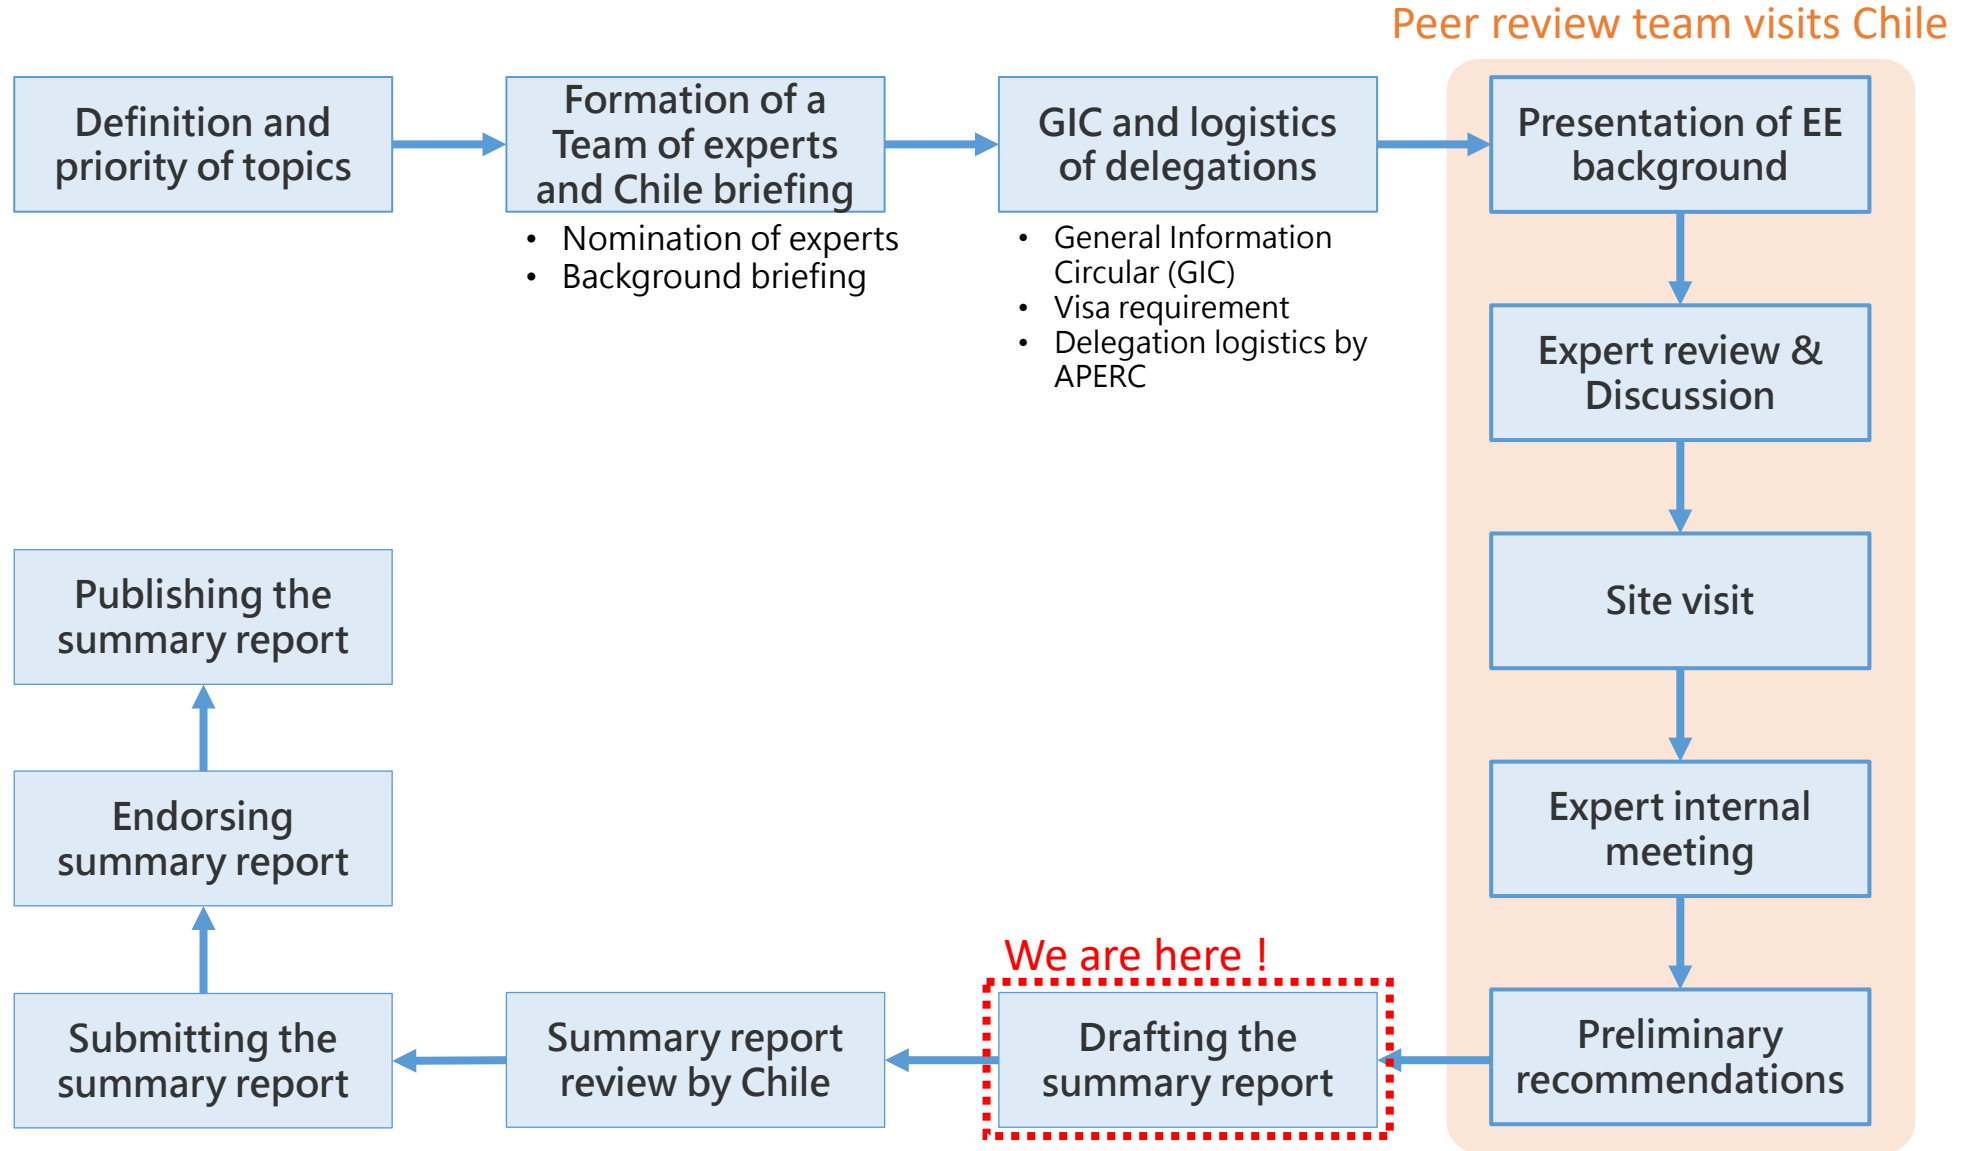 Peer review team visits Chile
Definition and
priority of topics
Formation of a
Team of experts
and Chile briefing
• Nomination of experts
• Background briefing
GIC and logistics
of delegations
• General Information
Circular (GIC)
• Visa requirement
• Delegation logistics by
APERC
Presentation of EE
background
Expert review &
Discussion
Site visit
Expert internal
meeting
Preliminary
recommendations
We are here !
Drafting the
summary report
Summary report
review by Chile
Submitting the
summary report
Endorsing
summary report
Publishing the
summary report